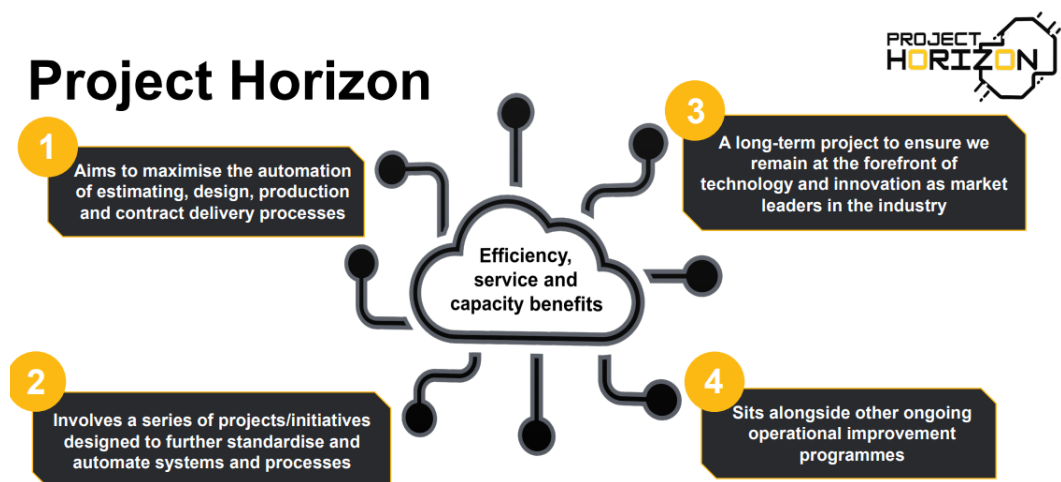 Project Horizon
PROJECT
HORIZON
1
Aims to maximise the automation
of estimating, design, production
and contract delivery processes
2
Involves a series of projects/initiatives
designed to further standardise and
automate systems and processes
Efficiency,
service and
capacity benefits
3
A long-term project to ensure we
remain at the forefront of
technology and innovation as market
leaders in the industry
4
Sits alongside other ongoing
operational improvement
programmes